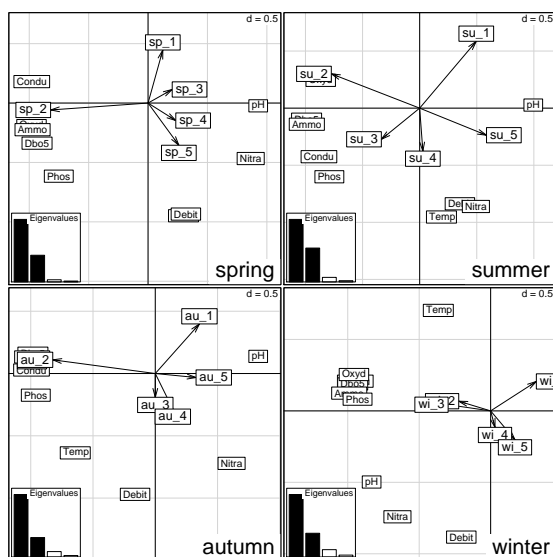 d = 0.5
sp_1
Condu
sp_3
sp_2
pH
sp_4
Ammo
Dbo5
sp_5
Nitra
Phos
Debit
Eigenvalues
spring
d = 0.5
su_1
su_2
pH
Ammo
su_3
su_5
Condu
su_4
Phos
Nitra
Temp
Eigenvalues
summer
d = 0.5
au_1
au_2
pH
Condu
au_5
Phos
au_3
au_4
Temp
Nitra
Debit
Eigenvalues
autumn
d = 0.5
Temp
Oxyd
Dbo5
wi_
Phos
wi_3
wi_4
wi_5
pH
Nitra
Debit
Eigenvalues
winter